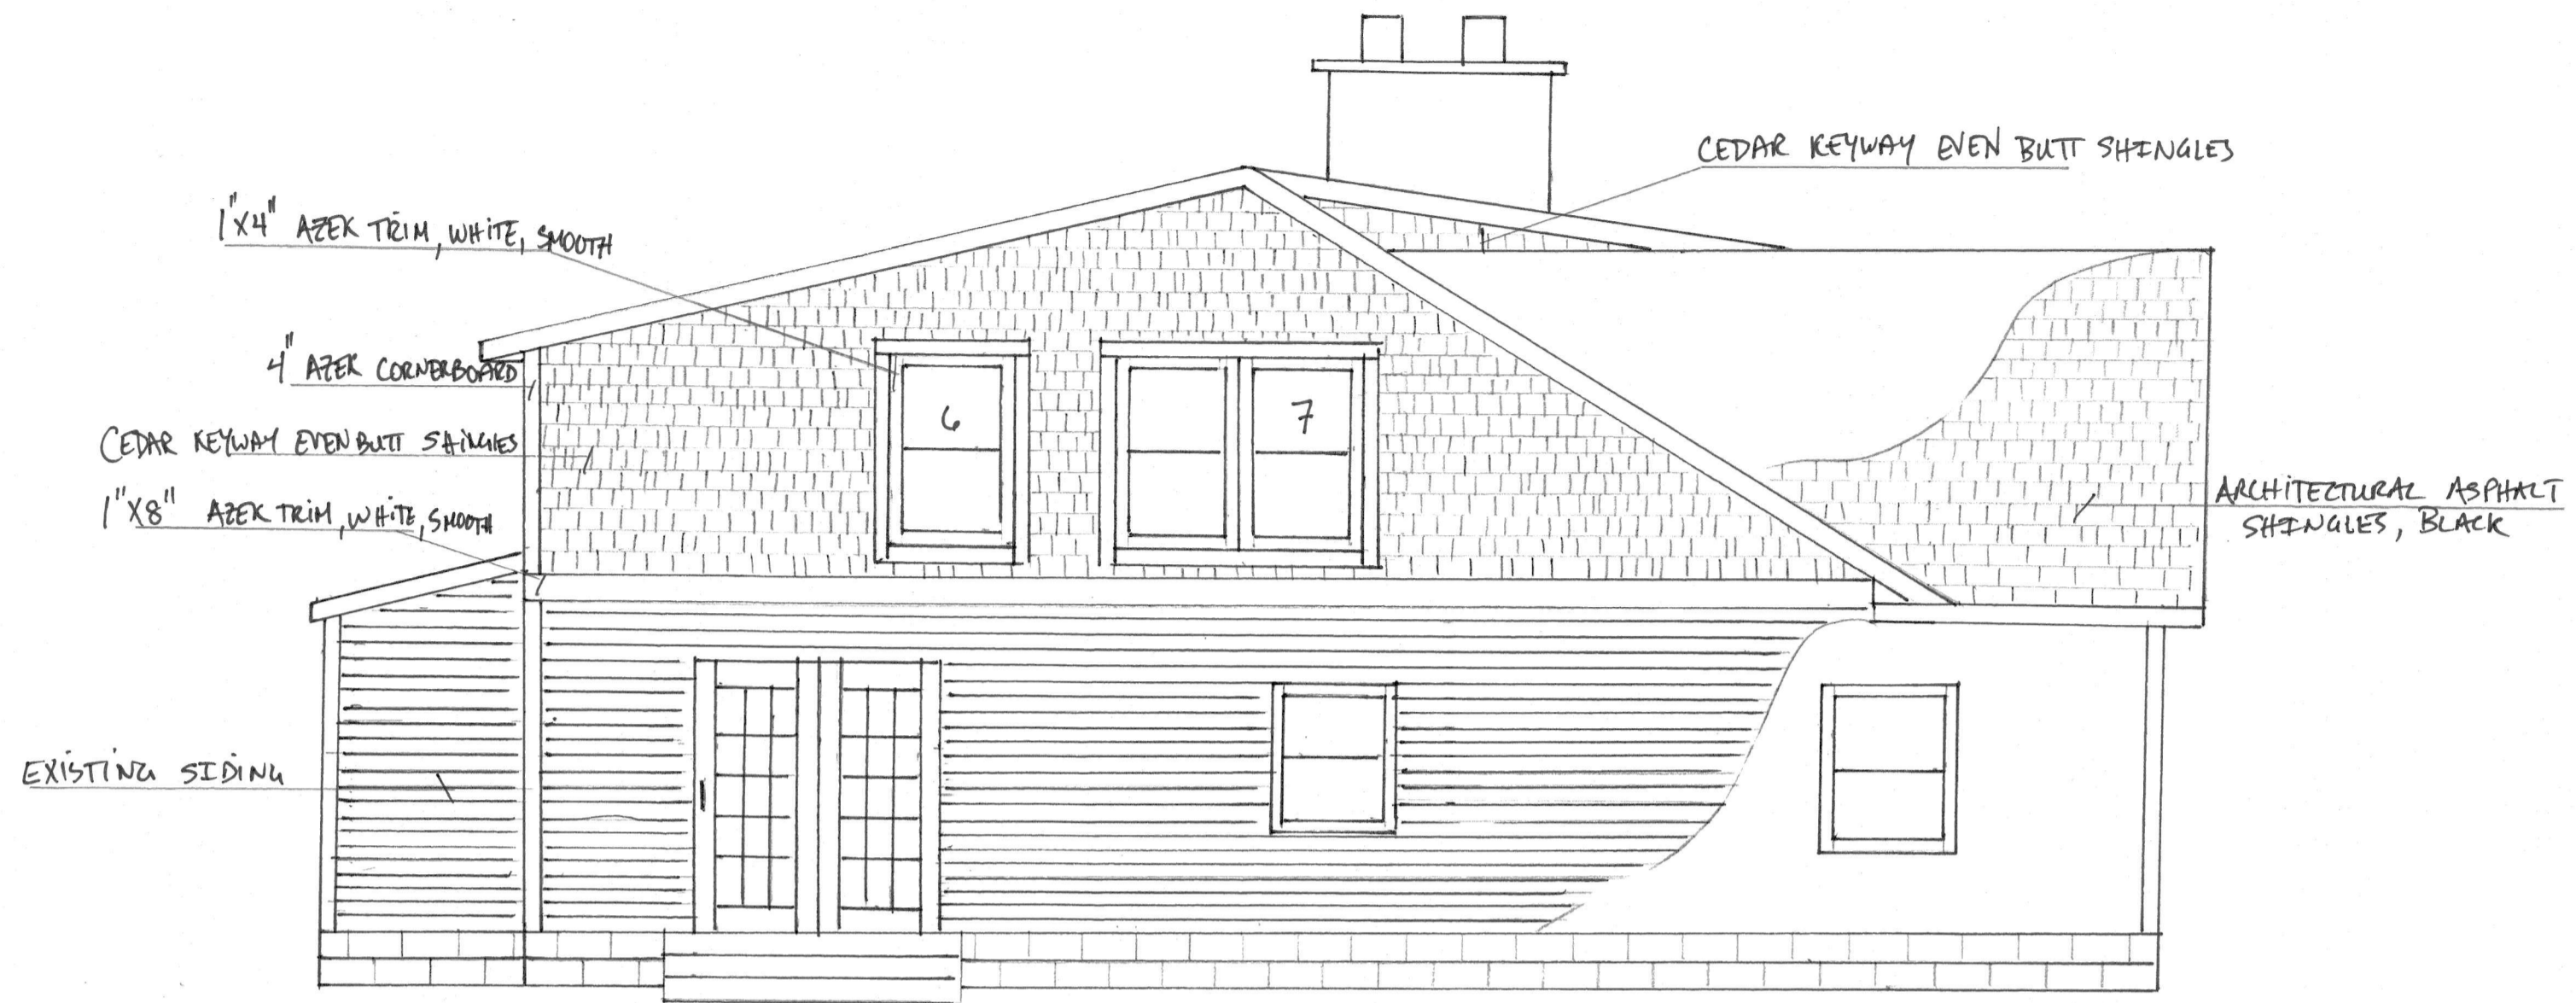 CEDAR KEYWAY EVEN BUTT SHINGLES
1"X4" AZEK TRIM, WHITE, SMOOTH
4" AZEK CORNERBOARD
6 7
CEDAR KEYWAY EVEN BUTT SHINGLES
1"X8" AZEK TRIM, WHITE, SMOOTH
ARCHITECTURAL ASPHALT
SHINGLES, BLACK
EXISTING SIDING